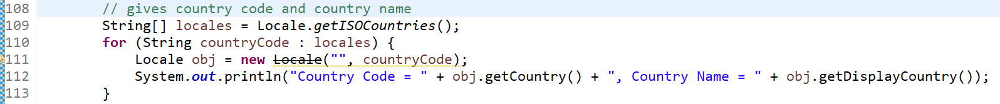 108 // gives country code and country name
109 String[] locales = Locale.getISOCountries();
110 for (String countryCode : locales) {
111 Locale obj = new Locale("", countryCode);
112 System.out.println("Country Code = " + obj.getCountry() + ", Country Name = " + obj.getDisplayCountry());
113 }